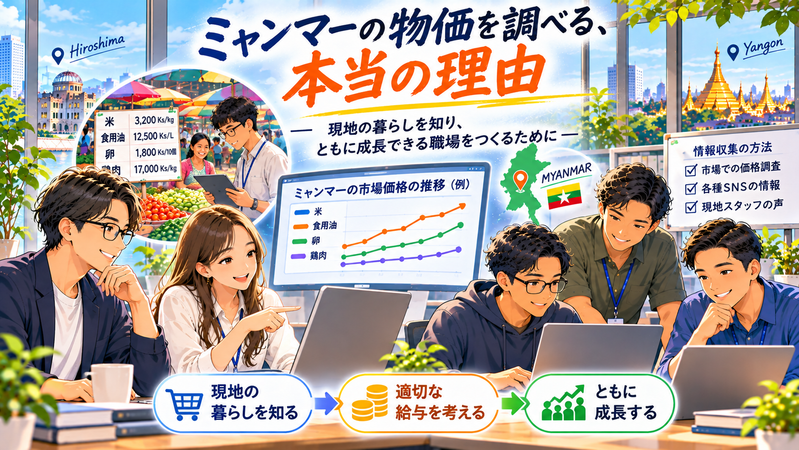 Hiroshima
ミャンマーの物価を調べる、
本当の理由
Yangon
現地の暮らしを知り、
ともに成長できる職場をつくるために
米 3,200 Ks/kg
食用油 12,500 Ks/L
卵 1,800 Ks/10個
鶏肉 17,000 Ks/kg
ミャンマーの市場価格の推移(例)
米
食用油
卵
鶏肉
MYANMAR
情報収集の方法
市場での価格調査
各種SNSの情報
現地スタッフの声
現地の
暮らしを知る
適切な
給与を考える
ともに
成長する